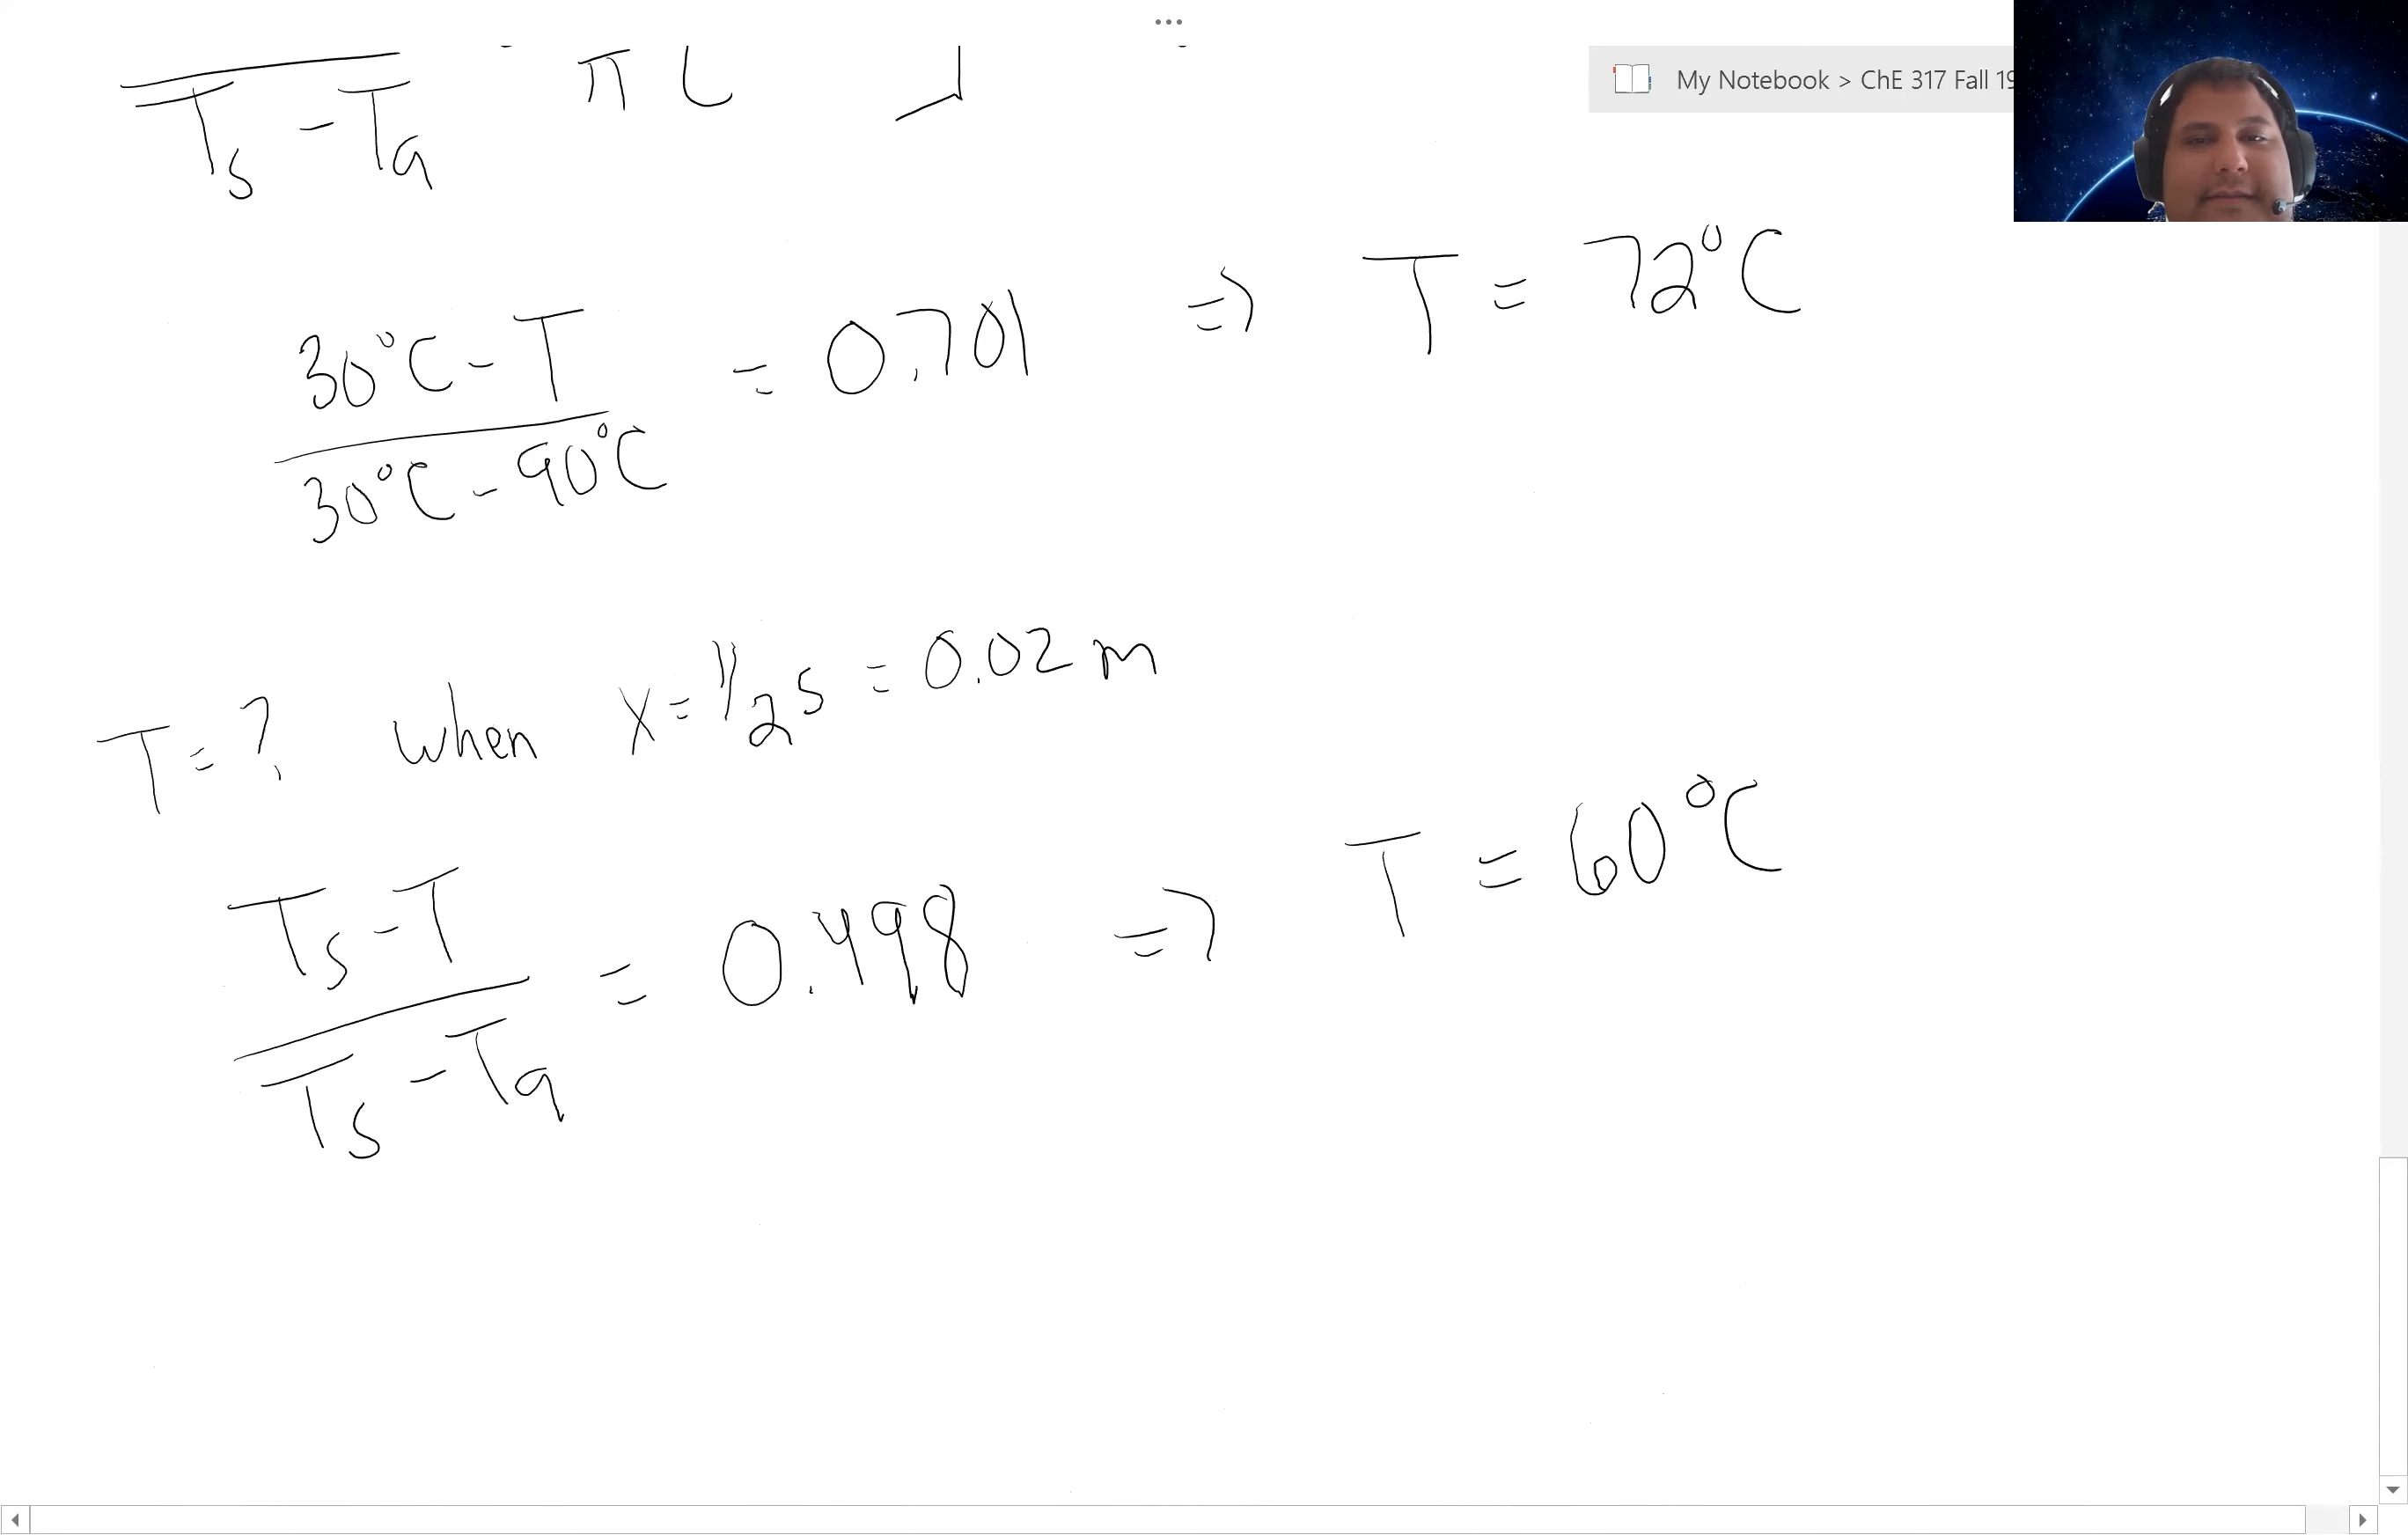 My Notebook > ChE 317 Fall 19
Ts - Ta
π
(30°C - T) / (30°C - 90°C) = 0.701 ⇒ T = 72°C
T = ? when x = 1/2 s = 0.02 m
(Ts - T) / (Ts - Ta) = 0.498 ⇒ T = 60°C